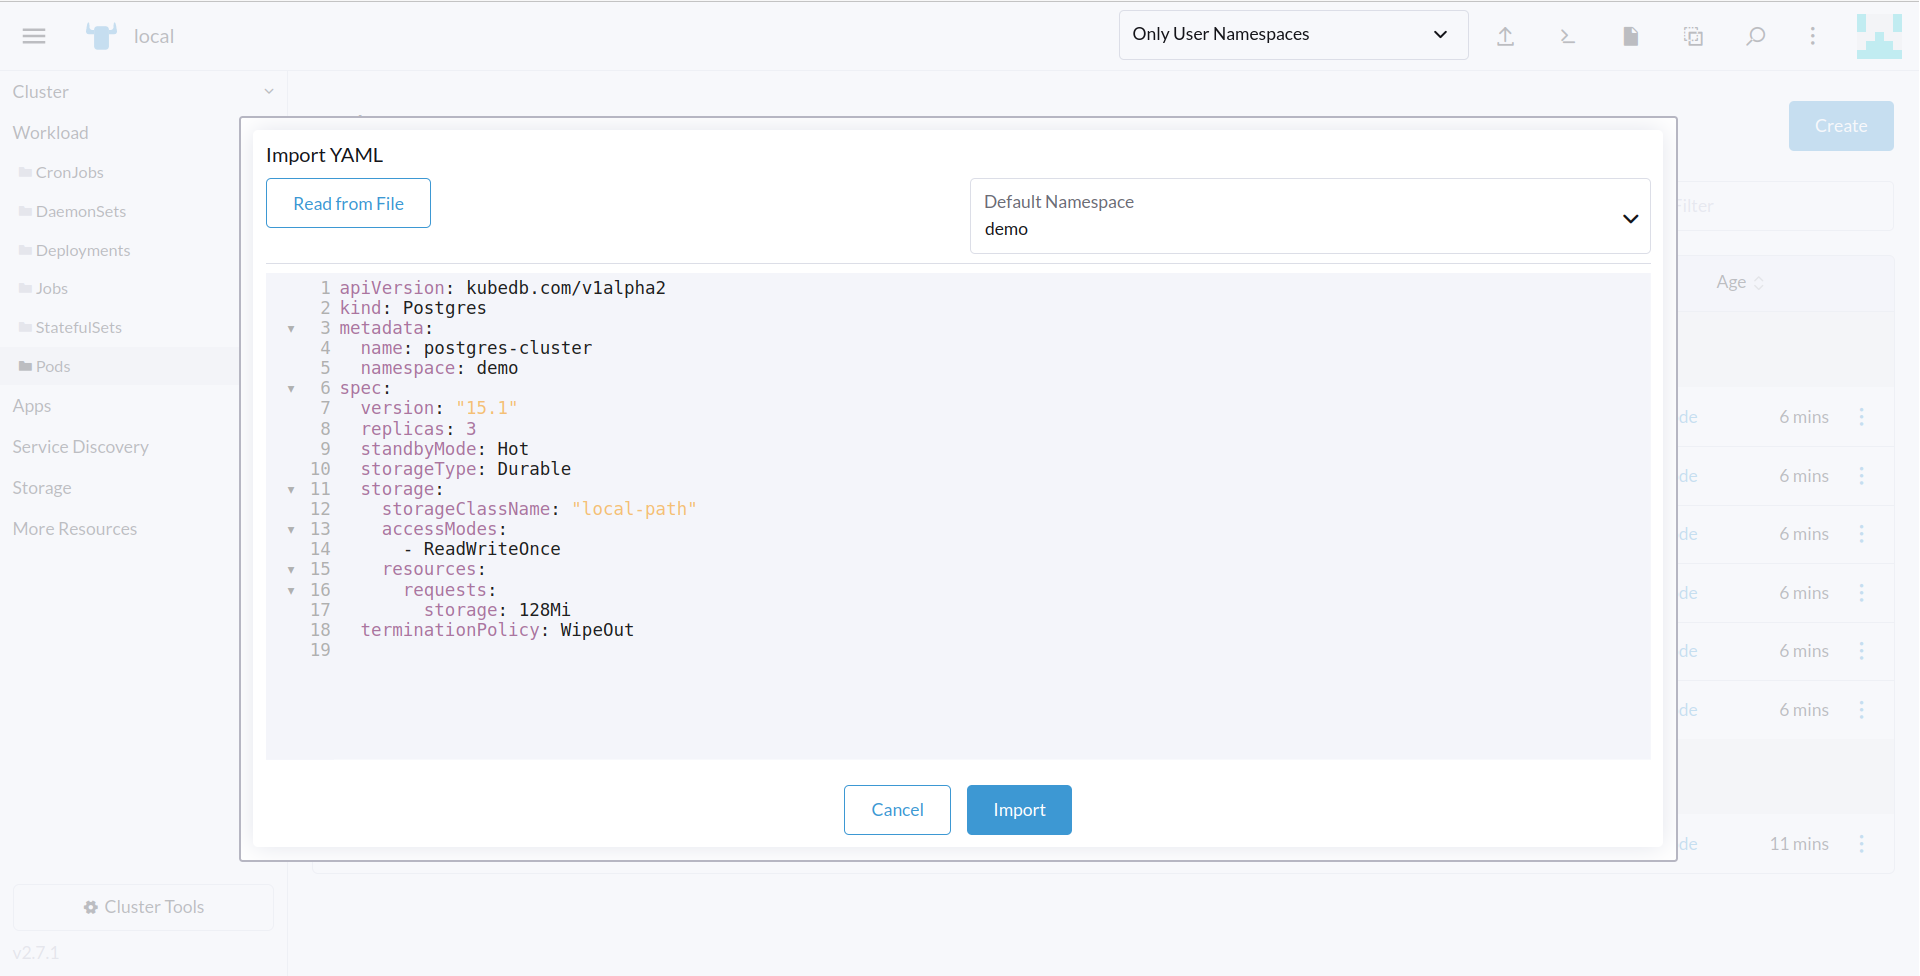 local
Only User Namespaces
Cluster
Workload
CronJobs
DaemonSets
Deployments
Jobs
StatefulSets
Pods
Apps
Service Discovery
Storage
More Resources
Cluster Tools
v2.7.1
Create
Filter
Age
Import YAML
Read from File
Default Namespace
demo
1 apiVersion: kubedb.com/v1alpha2
2 kind: Postgres
3 metadata:
4   name: postgres-cluster
5   namespace: demo
6 spec:
7   version: "15.1"
8   replicas: 3
9   standbyMode: Hot
10   storageType: Durable
11   storage:
12     storageClassName: "local-path"
13     accessModes:
14       - ReadWriteOnce
15     resources:
16       requests:
17         storage: 128Mi
18   terminationPolicy: WipeOut
19
Cancel
Import
de 6 mins
de 6 mins
de 6 mins
de 6 mins
de 6 mins
de 6 mins
de 11 mins